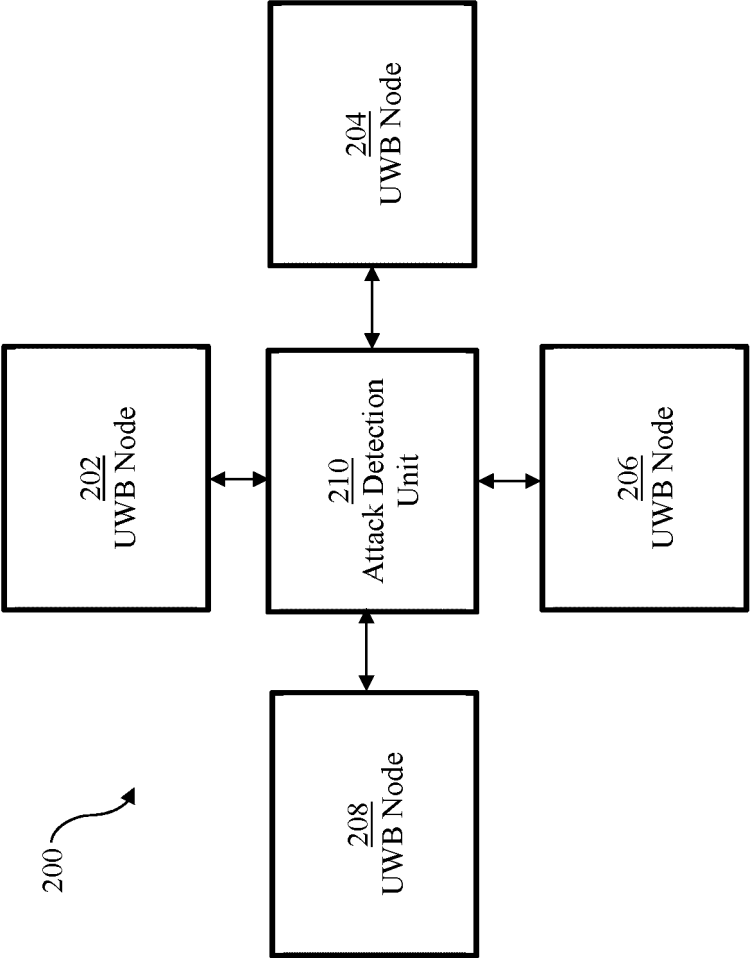 200
202
UWB Node
208
UWB Node
210
Attack Detection
Unit
204
UWB Node
206
UWB Node